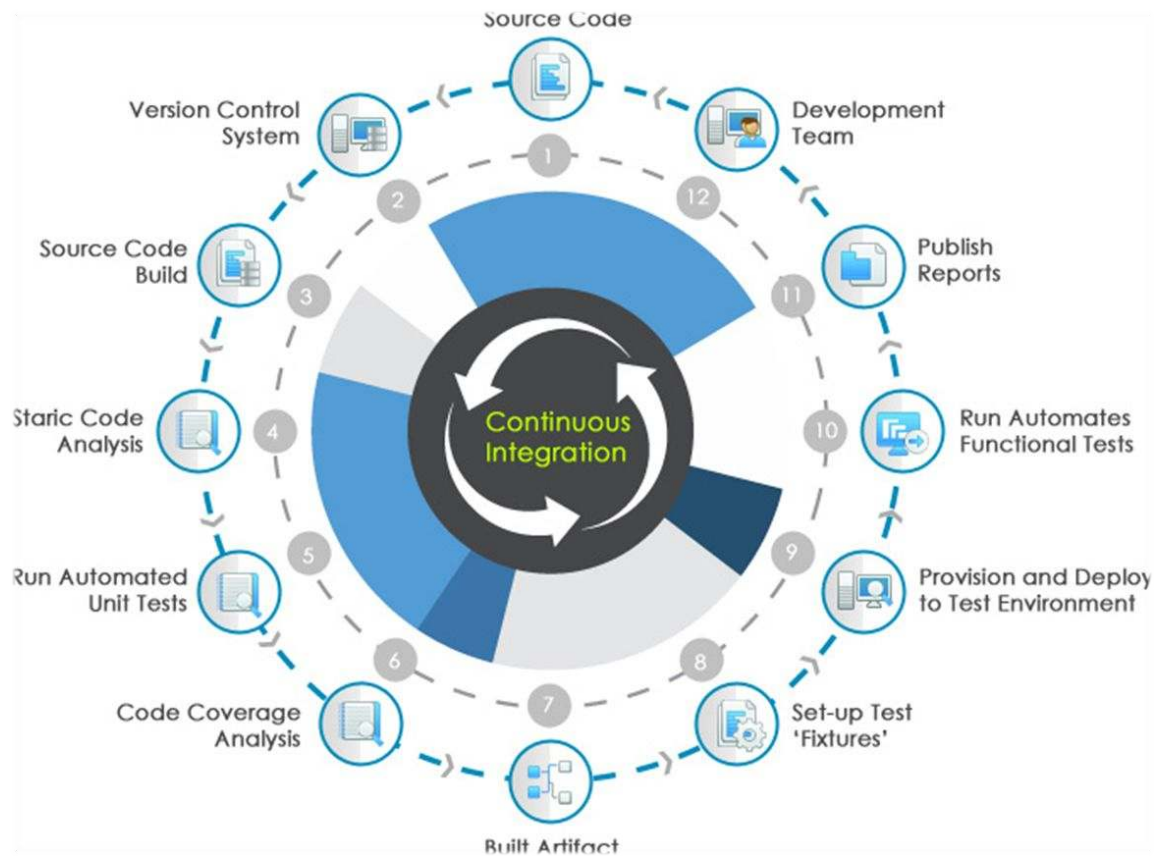 Source Code
1
Version Control
System
2
Source Code
Build
3
Staric Code
Analysis
4
Run Automated
Unit Tests
5
Code Coverage
Analysis
6
Built Artifact
7
Set-up Test
‘Fixtures’
8
Provision and Deploy
to Test Environment
9
Run Automates
Functional Tests
10
Publish
Reports
11
Development
Team
12
Continuous
Integration